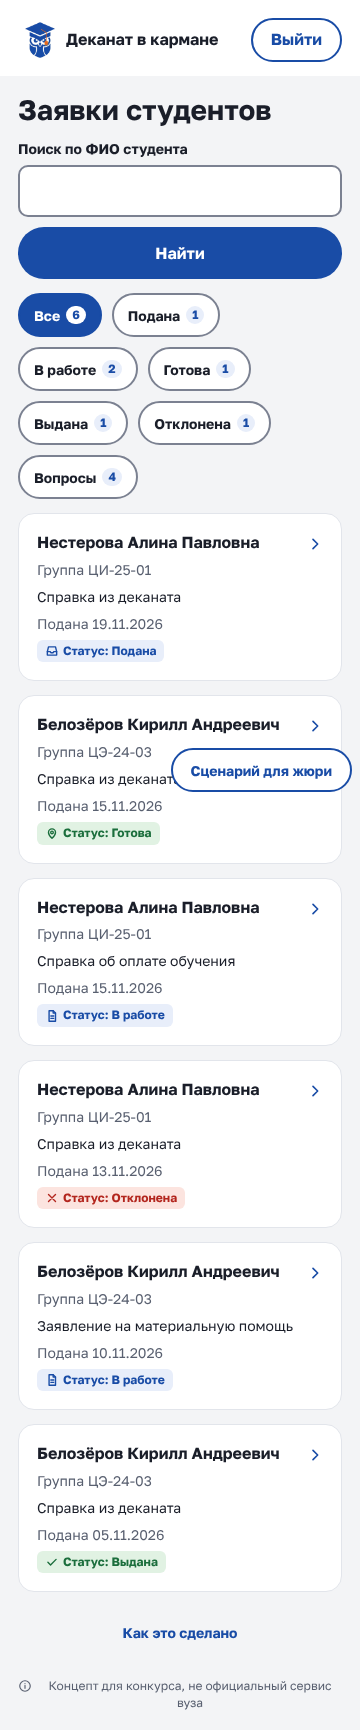 Деканат в кармане
Выйти
Заявки студентов
Поиск по ФИО студента
Найти
Все 6
Подана 1
В работе 2
Готова 1
Выдана 1
Отклонена 1
Вопросы 4
Нестерова Алина Павловна
Группа ЦИ-25-01
Справка из деканата
Подана 19.11.2026
Статус: Подана
Белозёров Кирилл Андреевич
Группа ЦЭ-24-03
Сценарий для жюри
Справка из деканат
Подана 15.11.2026
Статус: Готова
Нестерова Алина Павловна
Группа ЦИ-25-01
Справка об оплате обучения
Подана 15.11.2026
Статус: В работе
Нестерова Алина Павловна
Группа ЦИ-25-01
Справка из деканата
Подана 13.11.2026
Статус: Отклонена
Белозёров Кирилл Андреевич
Группа ЦЭ-24-03
Заявление на материальную помощь
Подана 10.11.2026
Статус: В работе
Белозёров Кирилл Андреевич
Группа ЦЭ-24-03
Справка из деканата
Подана 05.11.2026
Статус: Выдана
Как это сделано
Концепт для конкурса, не официальный сервис
вуза